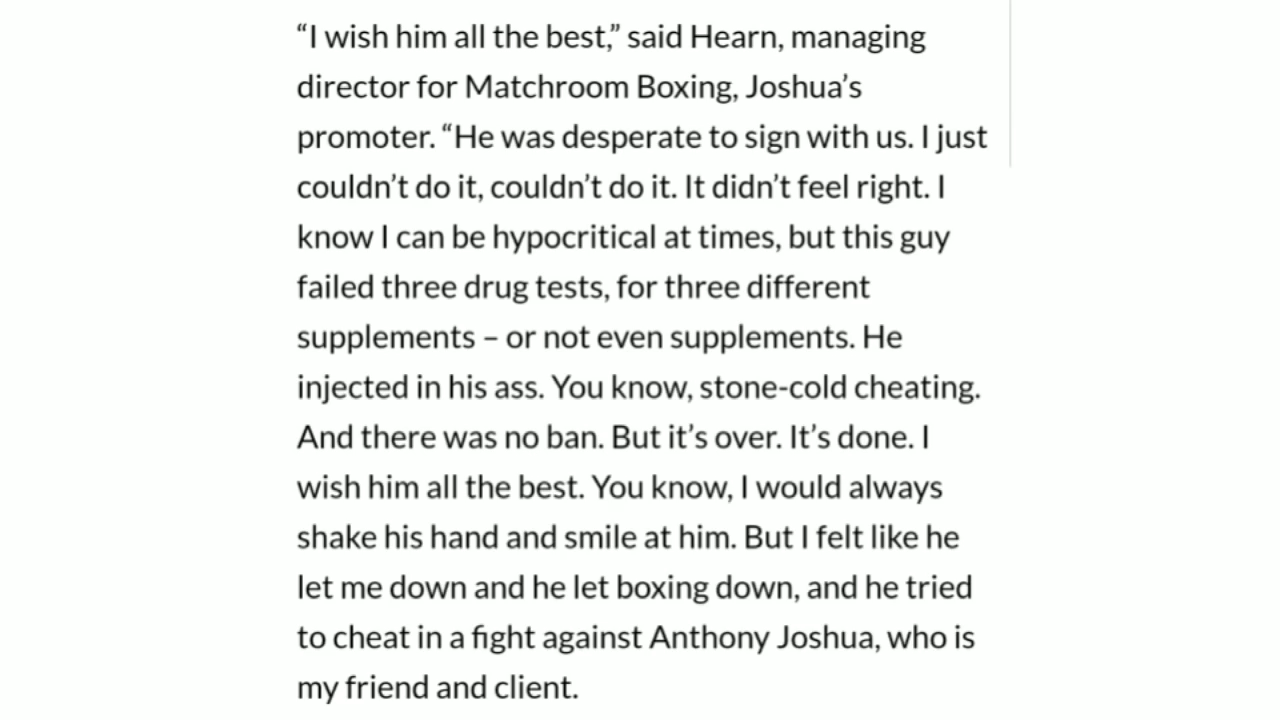 “I wish him all the best,” said Hearn, managing
director for Matchroom Boxing, Joshua’s
promoter. “He was desperate to sign with us. I just
couldn’t do it, couldn’t do it. It didn’t feel right. I
know I can be hypocritical at times, but this guy
failed three drug tests, for three different
supplements – or not even supplements. He
injected in his ass. You know, stone-cold cheating.
And there was no ban. But it’s over. It’s done. I
wish him all the best. You know, I would always
shake his hand and smile at him. But I felt like he
let me down and he let boxing down, and he tried
to cheat in a fight against Anthony Joshua, who is
my friend and client.